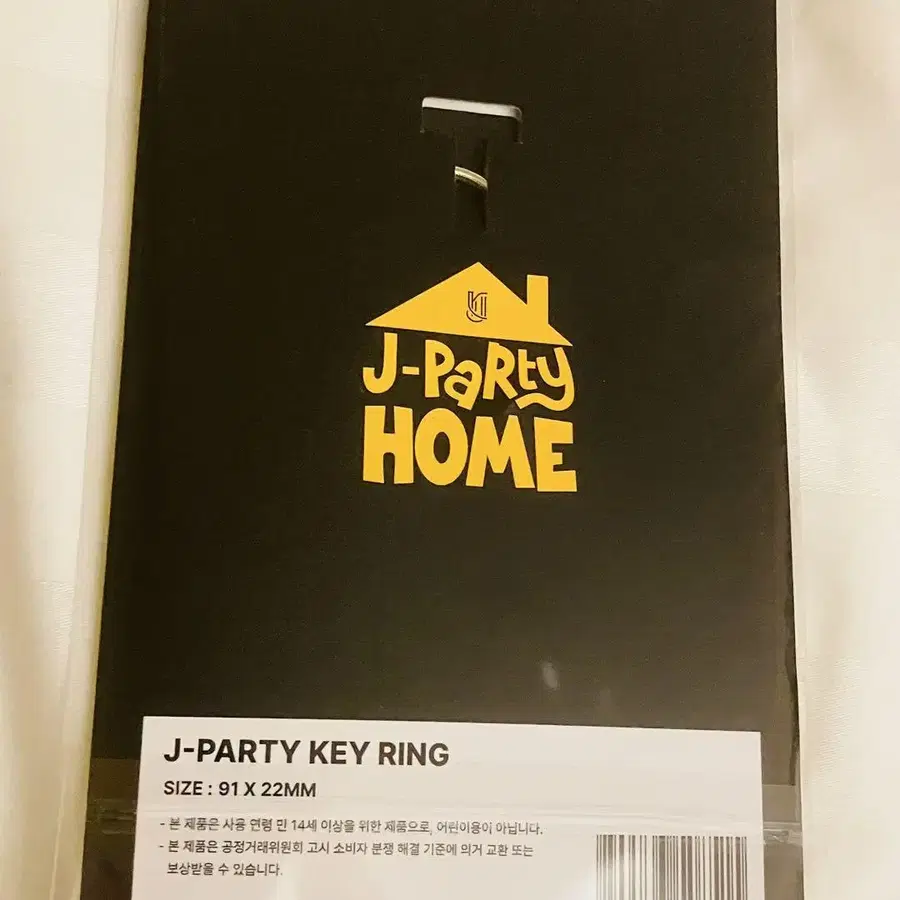 J-PaRty
HOME
J-PARTY KEY RING
SIZE : 91 X 22MM
- 본 제품은 사용 연령 만 14세 이상을 위한 제품으로, 어린이용이 아닙니다.
- 본 제품은 공정거래위원회 고시 소비자 분쟁 해결 기준에 의거 교환 또는
보상받을 수 있습니다.